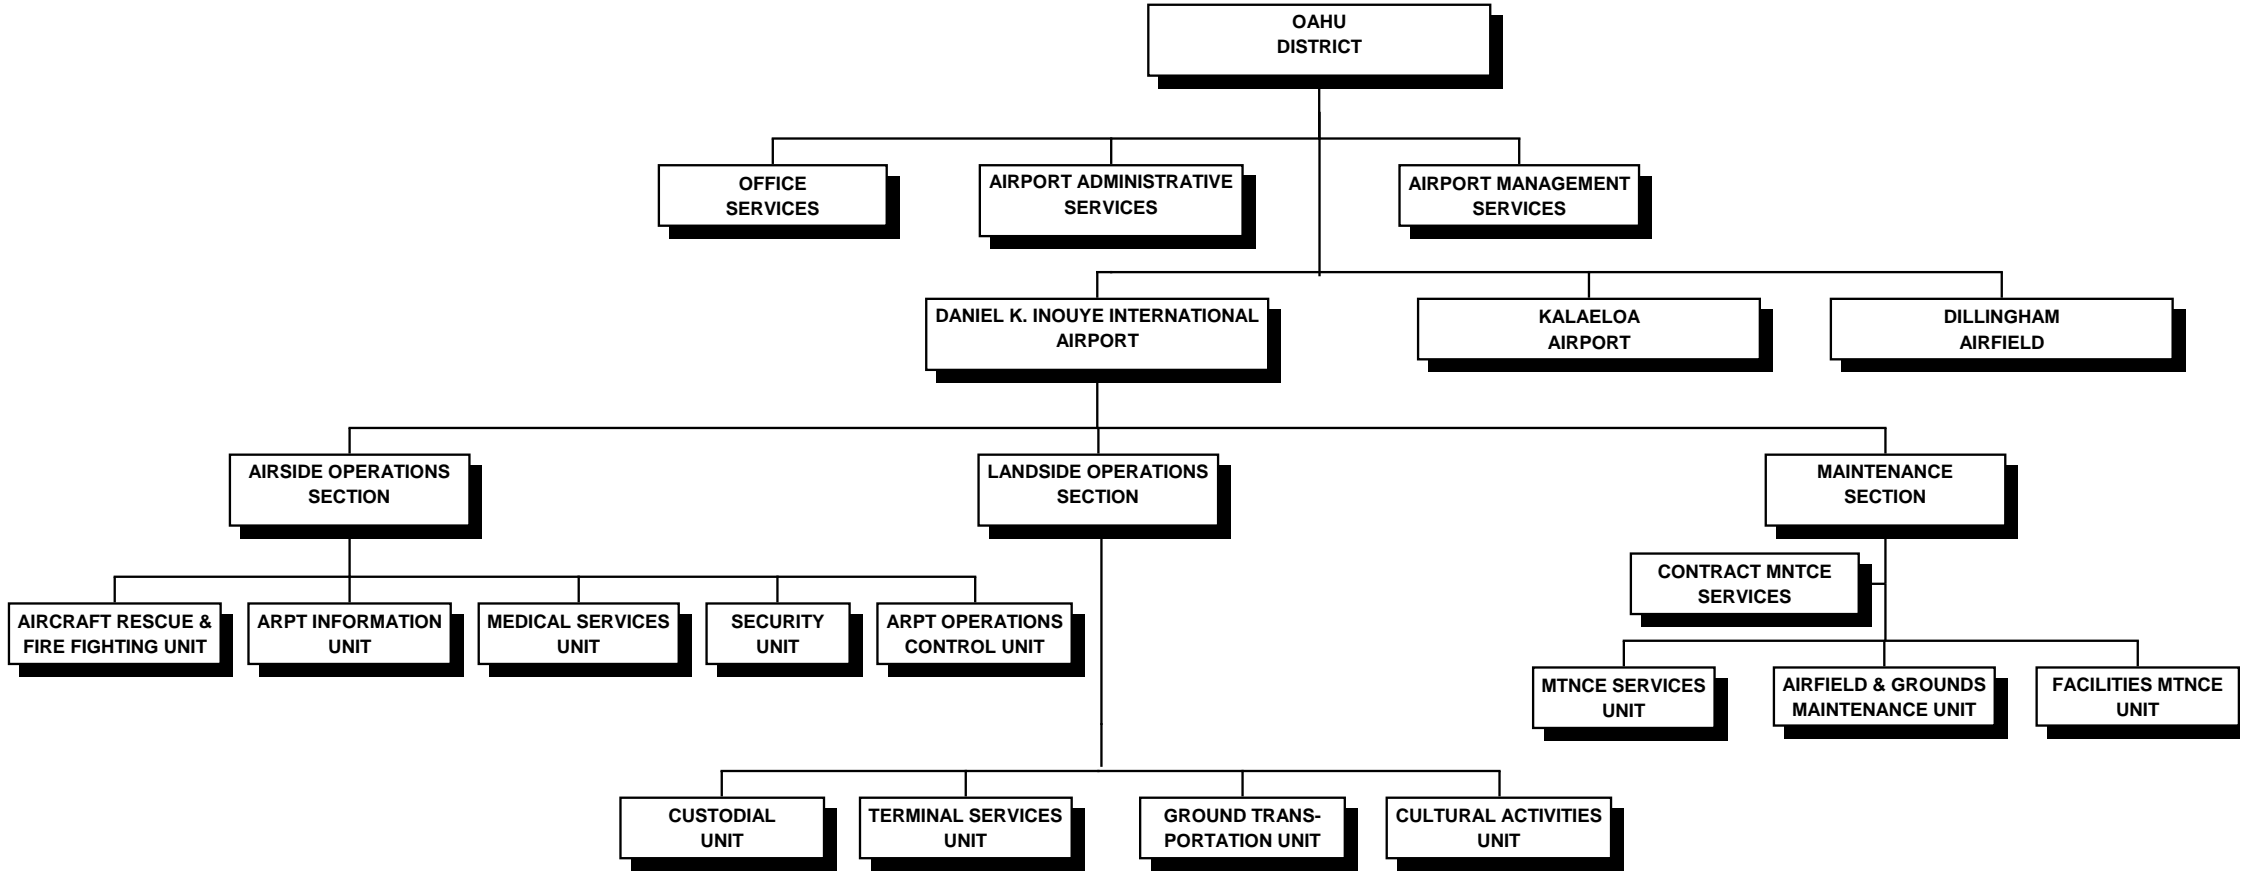 OAHU
DISTRICT
OFFICE
SERVICES
AIRPORT ADMINISTRATIVE
SERVICES
AIRPORT MANAGEMENT
SERVICES
DANIEL K. INOUYE INTERNATIONAL
AIRPORT
KALAELOA
AIRPORT
DILLINGHAM
AIRFIELD
AIRSIDE OPERATIONS
SECTION
LANDSIDE OPERATIONS
SECTION
MAINTENANCE
SECTION
CONTRACT MNTCE
SERVICES
AIRCRAFT RESCUE &
FIRE FIGHTING UNIT
ARPT INFORMATION
UNIT
MEDICAL SERVICES
UNIT
SECURITY
UNIT
ARPT OPERATIONS
CONTROL UNIT
MTNCE SERVICES
UNIT
AIRFIELD & GROUNDS
MAINTENANCE UNIT
FACILITIES MTNCE
UNIT
CUSTODIAL
UNIT
TERMINAL SERVICES
UNIT
GROUND TRANS-
PORTATION UNIT
CULTURAL ACTIVITIES
UNIT